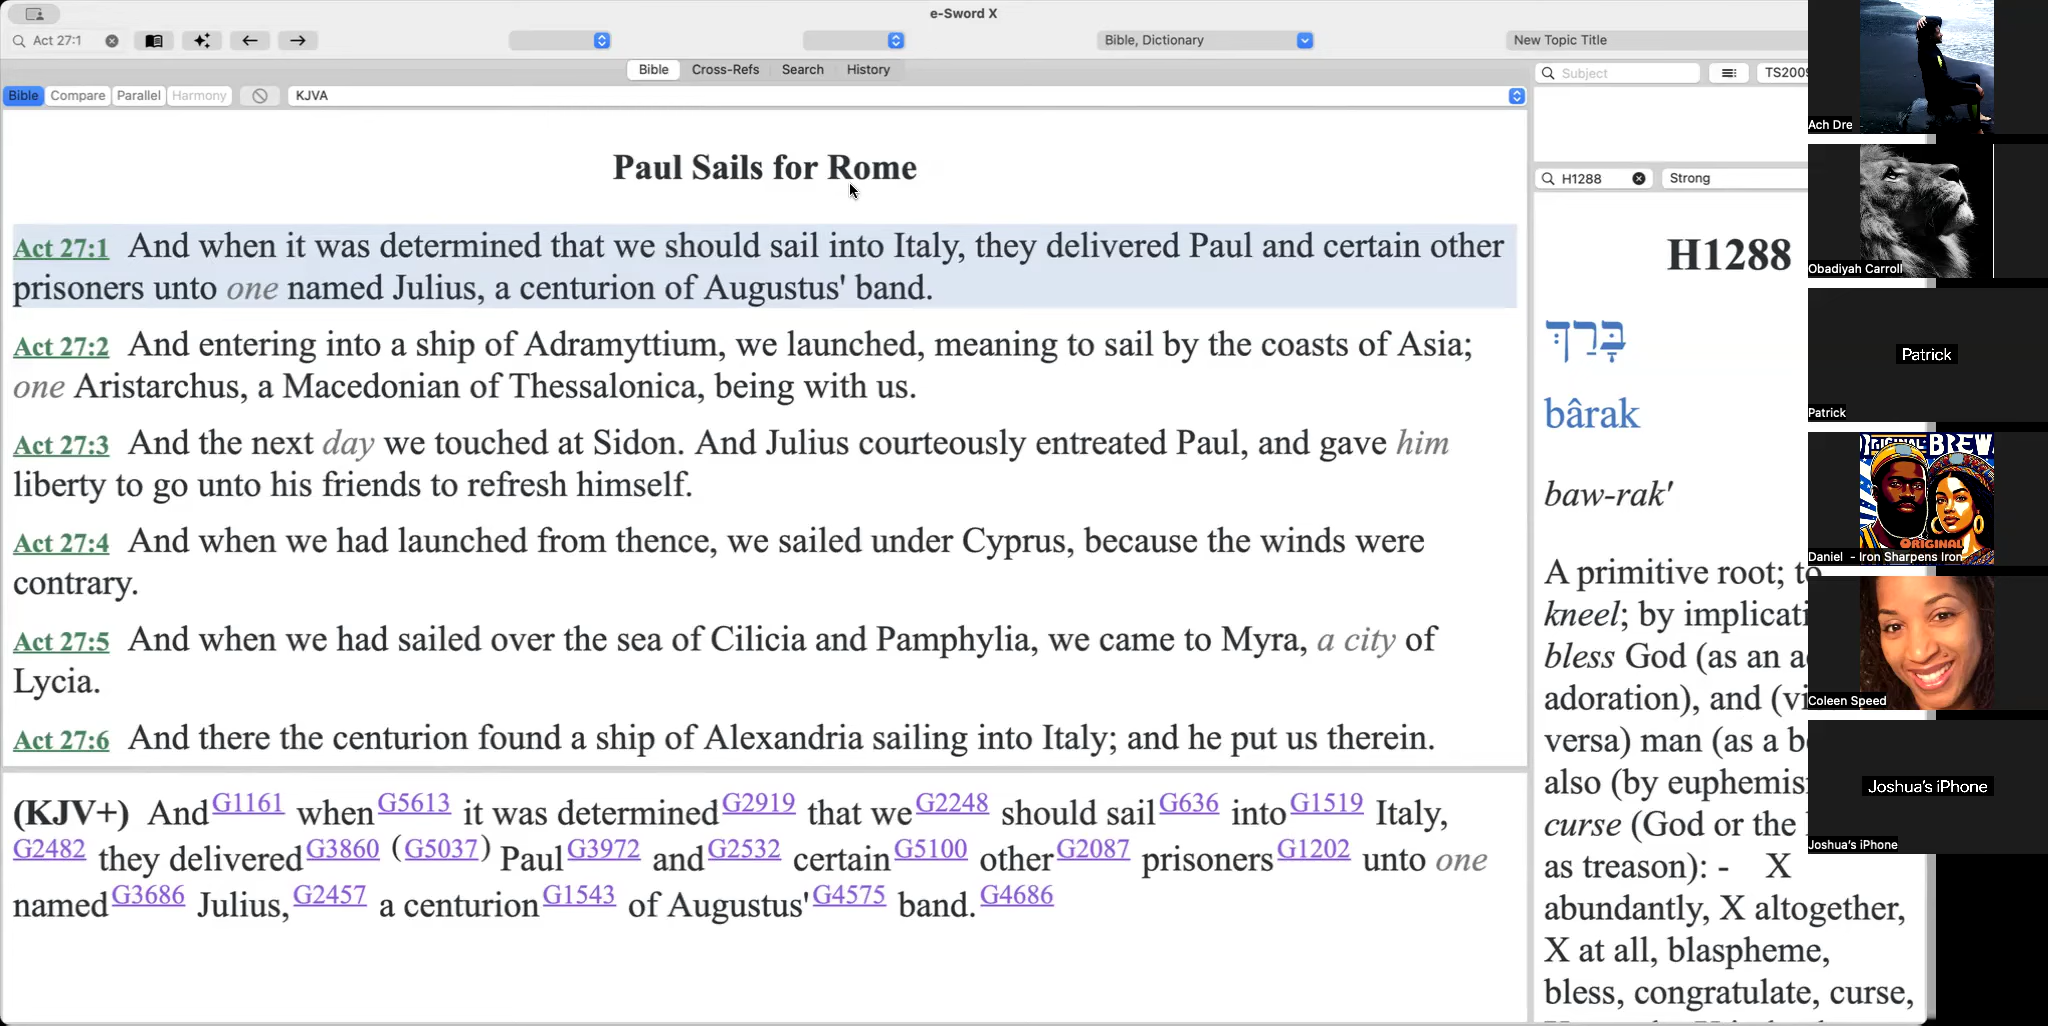 e-Sword X
Act 27:1
Bible, Dictionary
New Topic Title
Bible
Cross-Refs
Search
History
Subject
TS2009
Bible
Compare
Parallel
Harmony
KJVA
Paul Sails for Rome
Act 27:1 And when it was determined that we should sail into Italy, they delivered Paul and certain other
prisoners unto one named Julius, a centurion of Augustus' band.
Act 27:2 And entering into a ship of Adramyttium, we launched, meaning to sail by the coasts of Asia;
one Aristarchus, a Macedonian of Thessalonica, being with us.
Act 27:3 And the next day we touched at Sidon. And Julius courteously entreated Paul, and gave him
liberty to go unto his friends to refresh himself.
Act 27:4 And when we had launched from thence, we sailed under Cyprus, because the winds were
contrary.
Act 27:5 And when we had sailed over the sea of Cilicia and Pamphylia, we came to Myra, a city of
Lycia.
Act 27:6 And there the centurion found a ship of Alexandria sailing into Italy; and he put us therein.
(KJV+) And G1161 when G5613 it was determined G2919 that we G2248 should sail G636 into G1519 Italy,
G2482 they delivered G3860 (G5037) Paul G3972 and G2532 certain G5100 other G2087 prisoners G1202 unto one
named G3686 Julius, G2457 a centurion G1543 of Augustus' G4575 band. G4686
H1288
Strong
H1288
בָּרַךְ
bârak
baw-rak'
A primitive root; to
kneel; by implicati
bless God (as an a
adoration), and (vi
versa) man (as a b
also (by euphemis
curse (God or the
as treason): - X
abundantly, X altogether,
X at all, blaspheme,
bless, congratulate, curse,
Ach Dre
Obadiyah Carroll
Patrick
Patrick
ORIGINAL BREW
ORIGINAL
Daniel - Iron Sharpens Iron
Coleen Speed
Joshua's iPhone
Joshua's iPhone